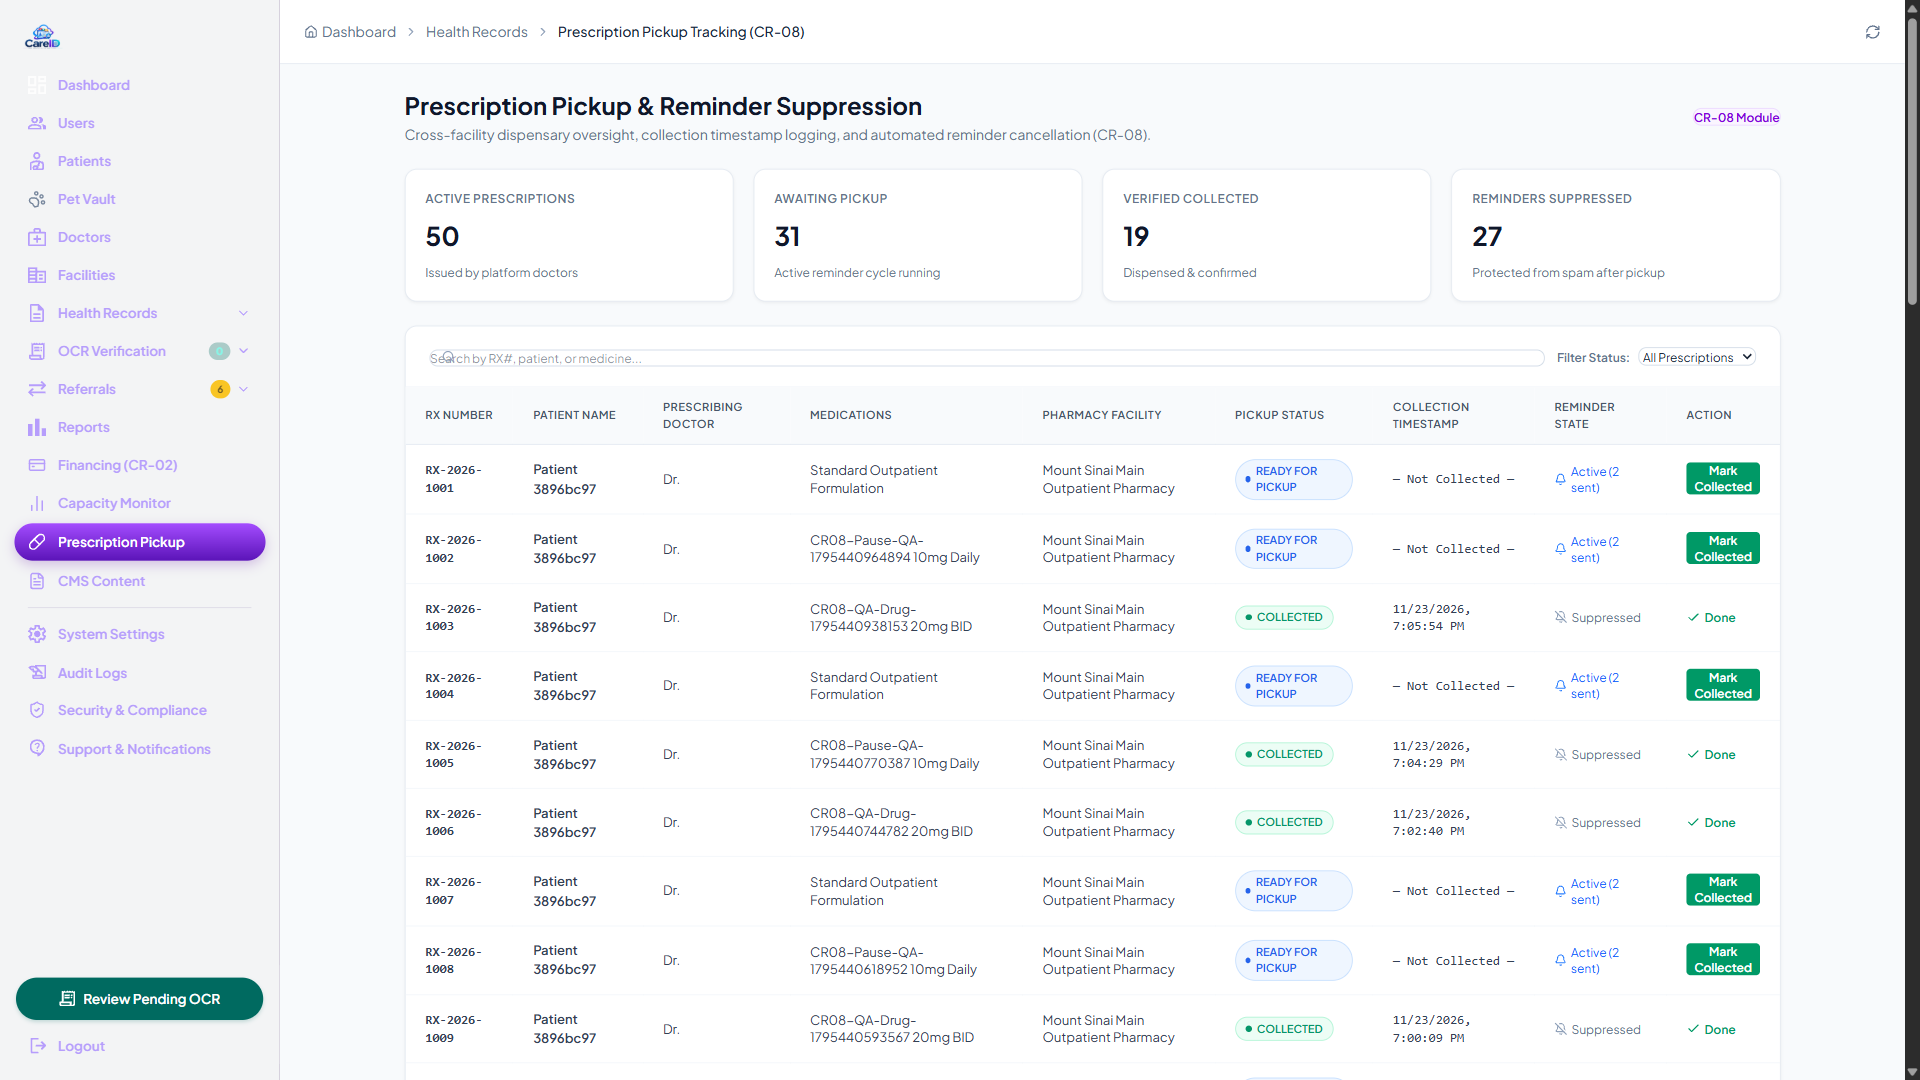 CareID
Dashboard
Users
Patients
Pet Vault
Doctors
Facilities
Health Records
OCR Verification 0
Referrals 6
Reports
Financing (CR-02)
Capacity Monitor
Prescription Pickup
CMS Content
System Settings
Audit Logs
Security & Compliance
Support & Notifications
Review Pending OCR
Logout
Dashboard > Health Records > Prescription Pickup Tracking (CR-08)
Prescription Pickup & Reminder Suppression
Cross-facility dispensary oversight, collection timestamp logging, and automated reminder cancellation (CR-08).
CR-08 Module
ACTIVE PRESCRIPTIONS
50
Issued by platform doctors
AWAITING PICKUP
31
Active reminder cycle running
VERIFIED COLLECTED
19
Dispensed & confirmed
REMINDERS SUPPRESSED
27
Protected from spam after pickup
Search by RX#, patient, or medicine...
Filter Status: All Prescriptions
RX NUMBER
PATIENT NAME
PRESCRIBING
DOCTOR
MEDICATIONS
PHARMACY FACILITY
PICKUP STATUS
COLLECTION
TIMESTAMP
REMINDER
STATE
ACTION
RX-2026-
1001
Patient
3896bc97
Dr.
Standard Outpatient
Formulation
Mount Sinai Main
Outpatient Pharmacy
READY FOR
PICKUP
— Not Collected —
Active (2
sent)
Mark
Collected
RX-2026-
1002
Patient
3896bc97
Dr.
CR08-Pause-QA-
1795440964894 10mg Daily
Mount Sinai Main
Outpatient Pharmacy
READY FOR
PICKUP
— Not Collected —
Active (2
sent)
Mark
Collected
RX-2026-
1003
Patient
3896bc97
Dr.
CR08-QA-Drug-
1795440938153 20mg BID
Mount Sinai Main
Outpatient Pharmacy
COLLECTED
11/23/2026,
7:05:54 PM
Suppressed
Done
RX-2026-
1004
Patient
3896bc97
Dr.
Standard Outpatient
Formulation
Mount Sinai Main
Outpatient Pharmacy
READY FOR
PICKUP
— Not Collected —
Active (2
sent)
Mark
Collected
RX-2026-
1005
Patient
3896bc97
Dr.
CR08-Pause-QA-
1795440770387 10mg Daily
Mount Sinai Main
Outpatient Pharmacy
COLLECTED
11/23/2026,
7:04:29 PM
Suppressed
Done
RX-2026-
1006
Patient
3896bc97
Dr.
CR08-QA-Drug-
1795440744782 20mg BID
Mount Sinai Main
Outpatient Pharmacy
COLLECTED
11/23/2026,
7:02:40 PM
Suppressed
Done
RX-2026-
1007
Patient
3896bc97
Dr.
Standard Outpatient
Formulation
Mount Sinai Main
Outpatient Pharmacy
READY FOR
PICKUP
— Not Collected —
Active (2
sent)
Mark
Collected
RX-2026-
1008
Patient
3896bc97
Dr.
CR08-Pause-QA-
1795440618952 10mg Daily
Mount Sinai Main
Outpatient Pharmacy
READY FOR
PICKUP
— Not Collected —
Active (2
sent)
Mark
Collected
RX-2026-
1009
Patient
3896bc97
Dr.
CR08-QA-Drug-
1795440593567 20mg BID
Mount Sinai Main
Outpatient Pharmacy
COLLECTED
11/23/2026,
7:00:09 PM
Suppressed
Done